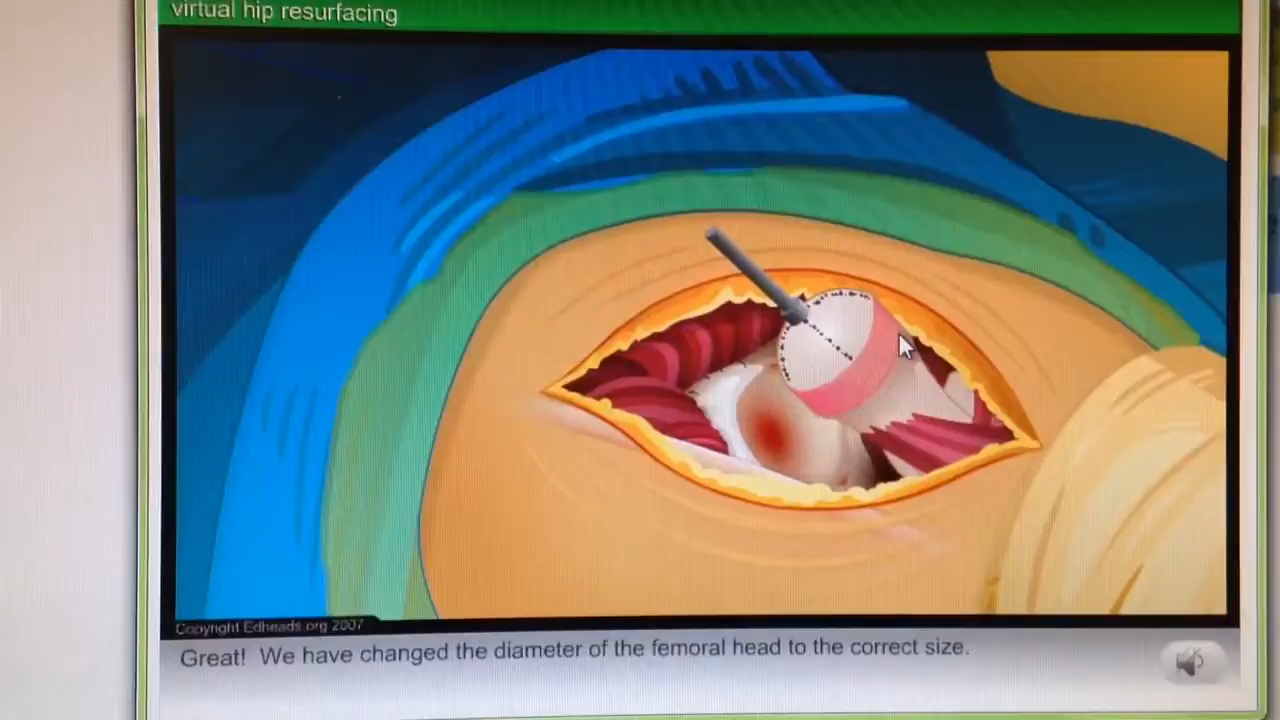 virtual hip resurfacing
Copyright Edheads.org 2007
Great! We have changed the diameter of the femoral head to the correct size.